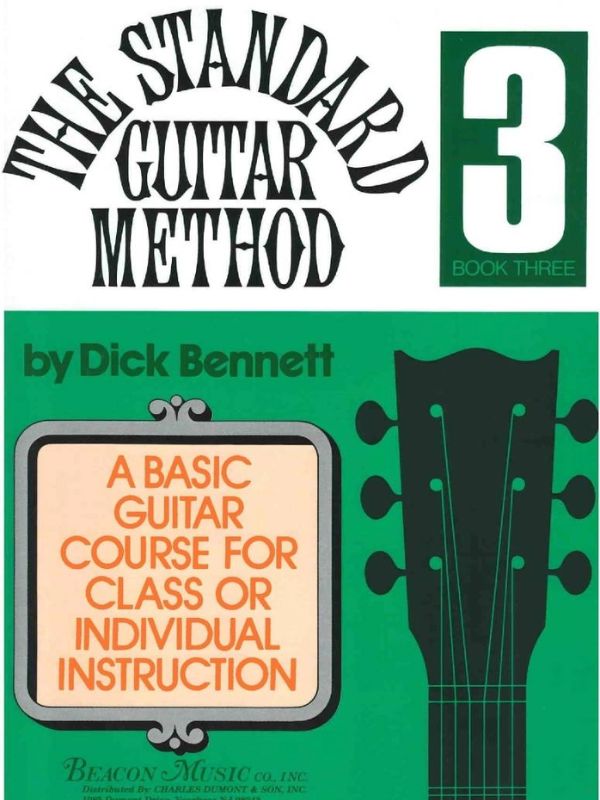 THE STANDARD
GUITAR
METHOD
3
BOOK THREE
by Dick Bennett
A BASIC
GUITAR
COURSE FOR
CLASS OR
INDIVIDUAL
INSTRUCTION
BEACON MUSIC CO., INC.
Distributed By: CHARLES DUMONT & SON, INC.